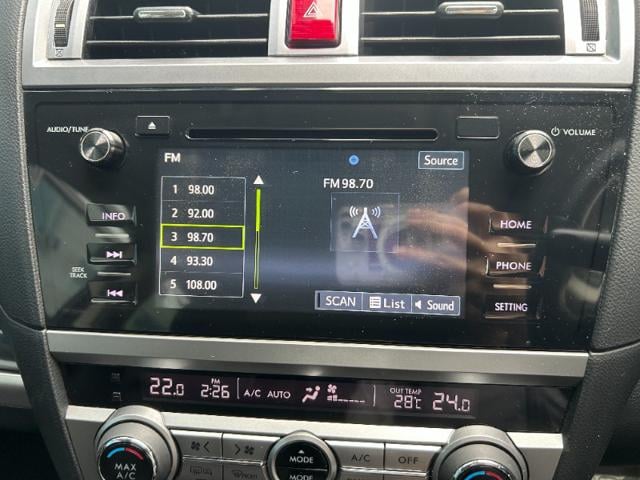 AUDIO/TUNE
VOLUME
FM
Source
1 98.00
2 92.00
3 98.70
4 93.30
5 108.00
FM 98.70
SCAN
List
Sound
INFO
SEEK
TRACK
HOME
PHONE
SETTING
22.0
PM
2:26
A/C AUTO
OUT TEMP
28℃
24.0
MAX
A/C
MODE
A/C
OFF
MODE